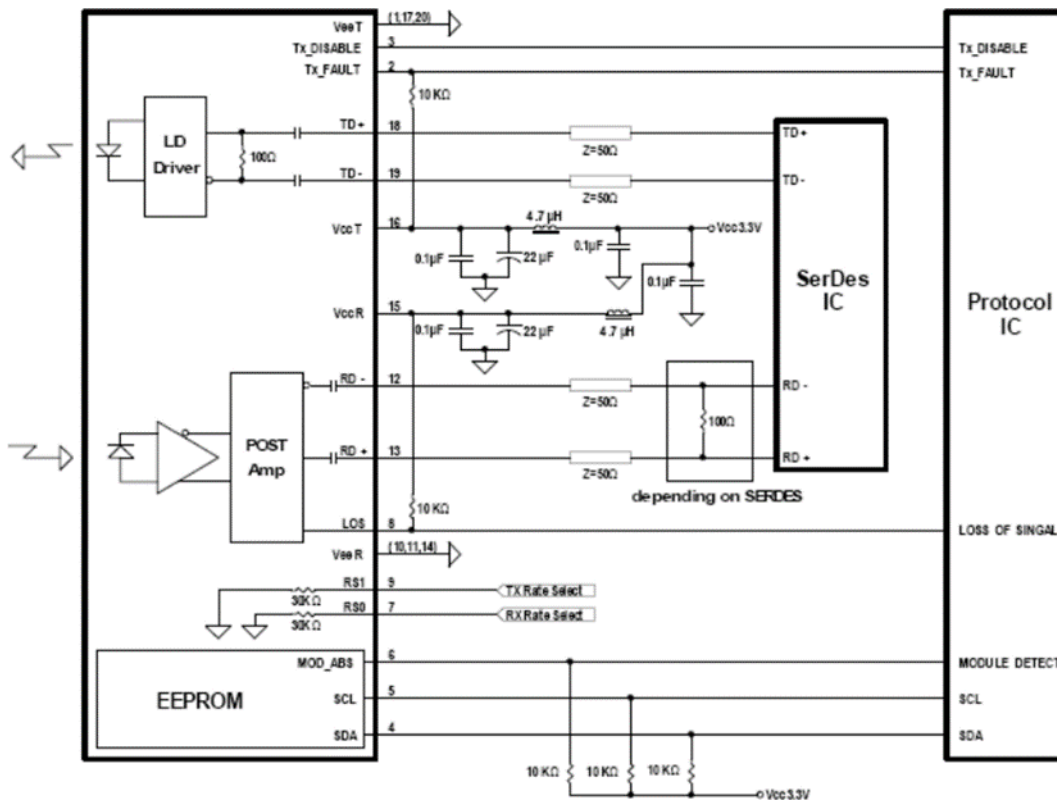 VeeT (1,17,20)
Tx_DISABLE 3 Tx_DISABLE
Tx_FAULT 2 Tx_FAULT
10 KΩ
LD
Driver
100Ω
TD+ 18 TD+
Z=50Ω
TD- 19 TD-
Z=50Ω
VccT 16 4.7 µH Vcc3.3V
0.1µF 22 µF 0.1µF
0.1µF
SerDes
IC
Protocol
IC
VccR 15
0.1µF 22 µF 4.7 µH
RD - 12 RD -
Z=50Ω
100Ω
POST
Amp
RD + 13 RD +
Z=50Ω
depending on SERDES
10 KΩ
LOS 8 LOSS OF SINGAL
VeeR (10,11,14)
RS1 9 TX Rate Select
30KΩ
RS0 7 RX Rate Select
30KΩ
MOD_ABS 6 MODULE DETECT
EEPROM
SCL 5 SCL
SDA 4 SDA
10 KΩ 10 KΩ 10 KΩ
Vcc3.3V